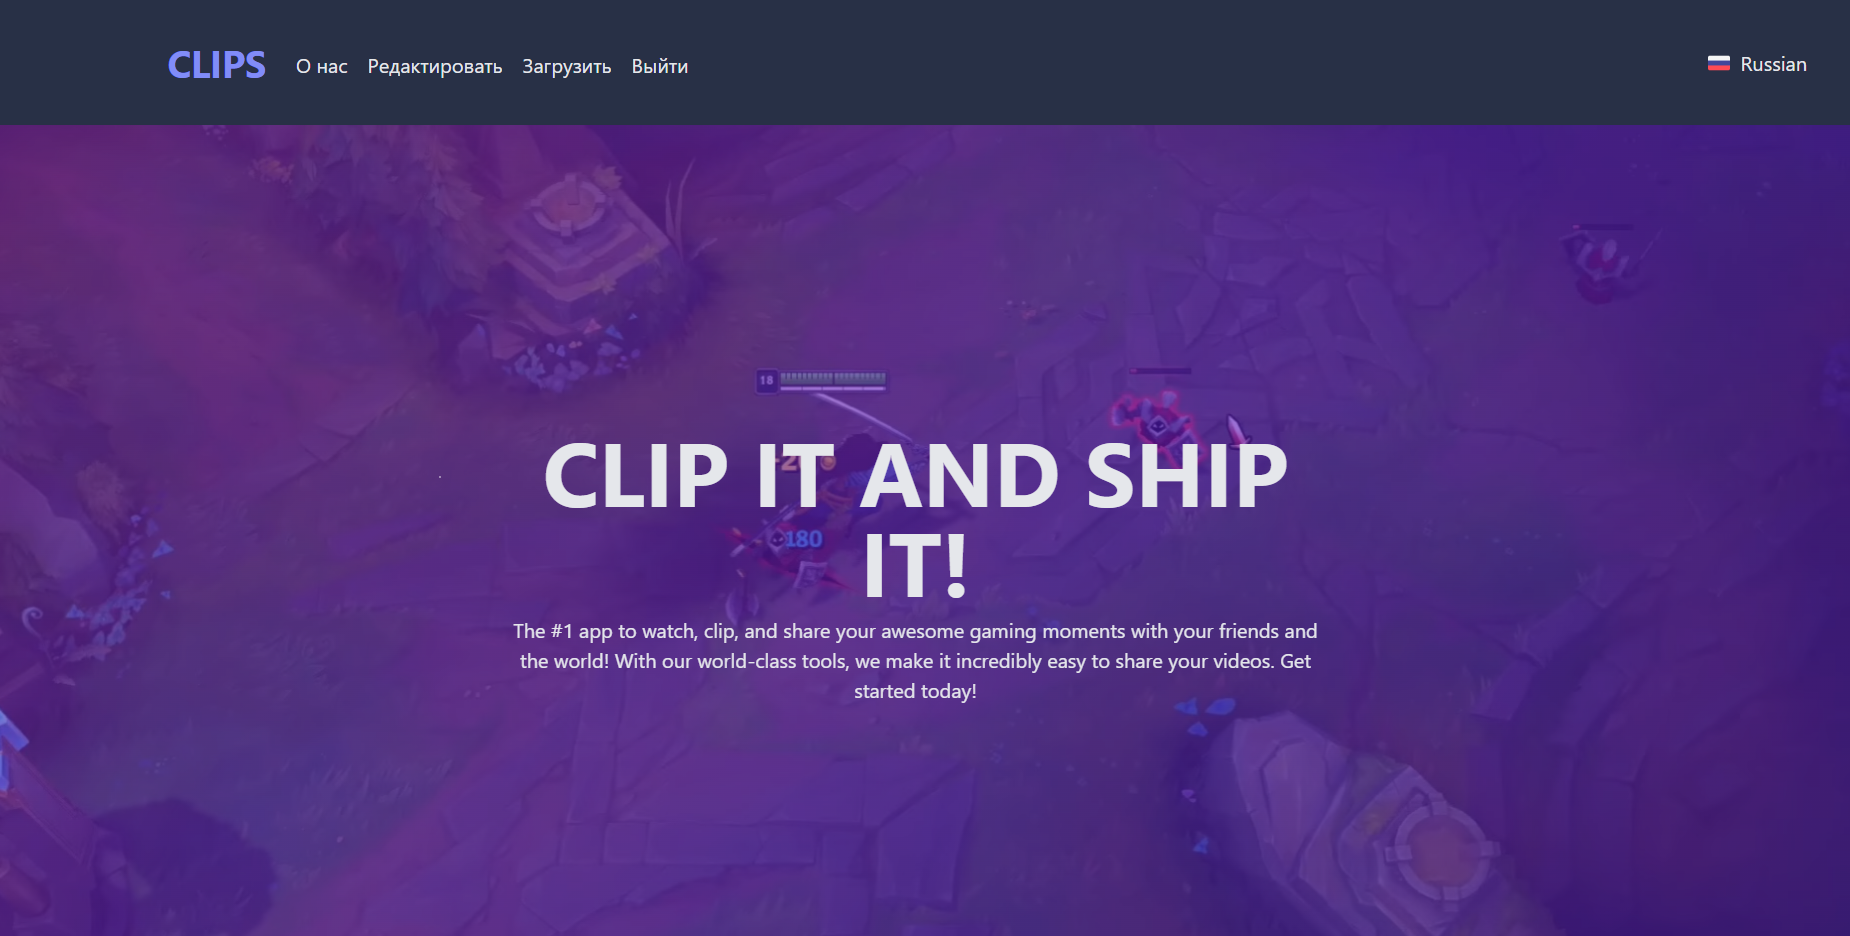 CLIPS О нас Редактировать Загрузить Выйти Russian
18
CLIP IT AND SHIP
180
IT!
The #1 app to watch, clip, and share your awesome gaming moments with your friends and
the world! With our world-class tools, we make it incredibly easy to share your videos. Get
started today!